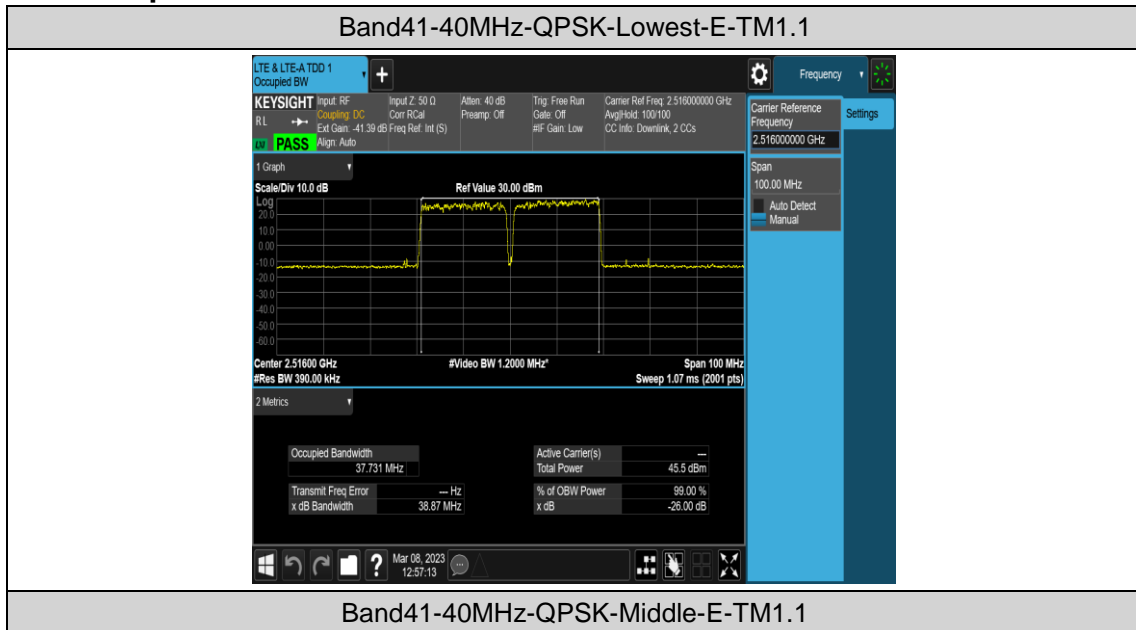 Band41-40MHz-QPSK-Lowest-E-TM1.1
LTE & LTE-A TDD 1
Occupied BW
+
Frequency
KEYSIGHT
RL
PASS
Input: RF
Coupling: DC
Ext Gain: -41.39 dB
Align: Auto
Input Z: 50 Ω
Corr RCal
Freq Ref: Int (S)
Atten: 40 dB
Preamp: Off
Trig: Free Run
Gate: Off
#IF Gain: Low
Carrier Ref Freq: 2.516000000 GHz
Avg|Hold: 100/100
CC Info: Downlink, 2 CCs
Carrier Reference
Frequency
2.516000000 GHz
Settings
Span
100.00 MHz
Auto Detect
Manual
1 Graph
Scale/Div 10.0 dB
Ref Value 30.00 dBm
Log
20.0
10.0
0.00
-10.0
-20.0
-30.0
-40.0
-50.0
-60.0
Center 2.51600 GHz
#Video BW 1.2000 MHz*
Span 100 MHz
#Res BW 390.00 kHz
Sweep 1.07 ms (2001 pts)
2 Metrics
Occupied Bandwidth
37.731 MHz
Active Carrier(s) ---
Total Power 45.5 dBm
Transmit Freq Error --- Hz
x dB Bandwidth 38.87 MHz
% of OBW Power 99.00 %
x dB -26.00 dB
?
Mar 08, 2023
12:57:13
Band41-40MHz-QPSK-Middle-E-TM1.1